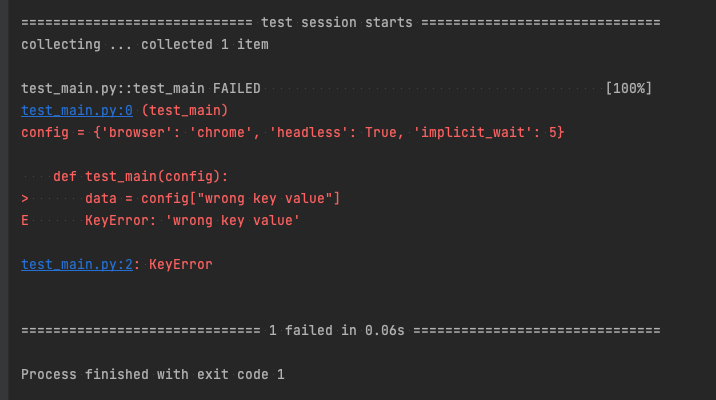 ============================= test session starts ==============================
collecting ... collected 1 item
test_main.py::test_main FAILED [100%]
test_main.py:0 (test_main)
config = {'browser': 'chrome', 'headless': True, 'implicit_wait': 5}
def test_main(config):
> data = config["wrong key value"]
E KeyError: 'wrong key value'
test_main.py:2: KeyError
============================== 1 failed in 0.06s ===============================
Process finished with exit code 1